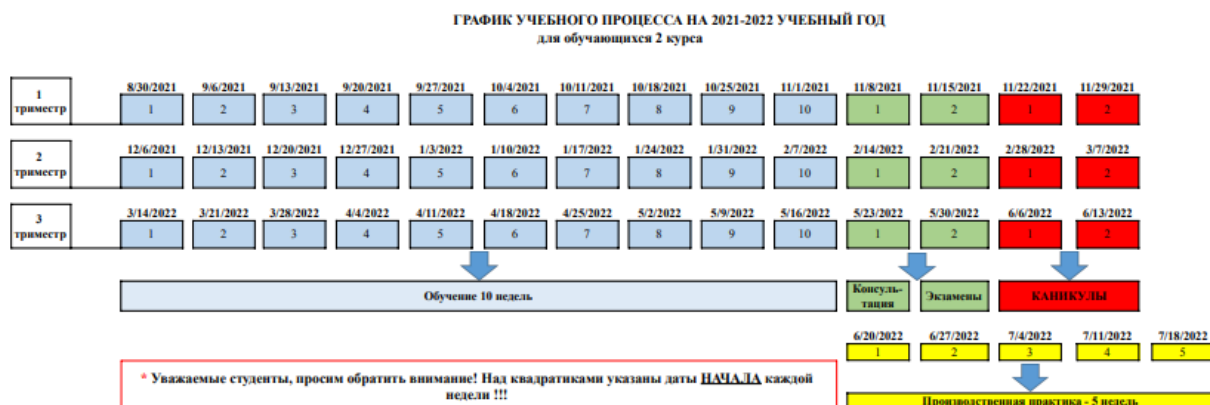 ГРАФИК УЧЕБНОГО ПРОЦЕССА НА 2021-2022 УЧЕБНЫЙ ГОД
для обучающихся 2 курса
8/30/2021 9/6/2021 9/13/2021 9/20/2021 9/27/2021 10/4/2021 10/11/2021 10/18/2021 10/25/2021 11/1/2021 11/8/2021 11/15/2021 11/22/2021 11/29/2021
1
триместр
1 2 3 4 5 6 7 8 9 10 1 2 1 2
12/6/2021 12/13/2021 12/20/2021 12/27/2021 1/3/2022 1/10/2022 1/17/2022 1/24/2022 1/31/2022 2/7/2022 2/14/2022 2/21/2022 2/28/2022 3/7/2022
2
триместр
1 2 3 4 5 6 7 8 9 10 1 2 1 2
3/14/2022 3/21/2022 3/28/2022 4/4/2022 4/11/2022 4/18/2022 4/25/2022 5/2/2022 5/9/2022 5/16/2022 5/23/2022 5/30/2022 6/6/2022 6/13/2022
3
триместр
1 2 3 4 5 6 7 8 9 10 1 2 1 2
Обучение 10 недель
Консуль-
тация
Экзамены
КАНИКУЛЫ
6/20/2022 6/27/2022 7/4/2022 7/11/2022 7/18/2022
1 2 3 4 5
* Уважаемые студенты, просим обратить внимание! Над квадратиками указаны даты НАЧАЛА каждой
недели !!!
Производственная практика - 5 недель